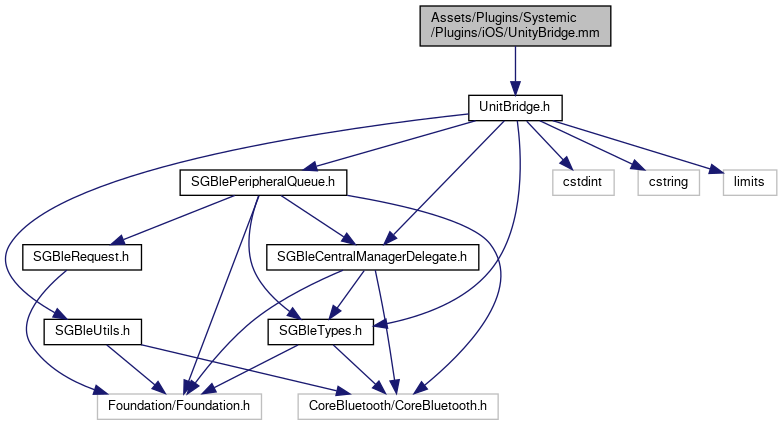 Assets/Plugins/Systemic
/Plugins/iOS/UnityBridge.mm
UnitBridge.h
SGBlePeripheralQueue.h
cstdint
cstring
limits
SGBleRequest.h
SGBleCentralManagerDelegate.h
SGBleUtils.h
SGBleTypes.h
Foundation/Foundation.h
CoreBluetooth/CoreBluetooth.h